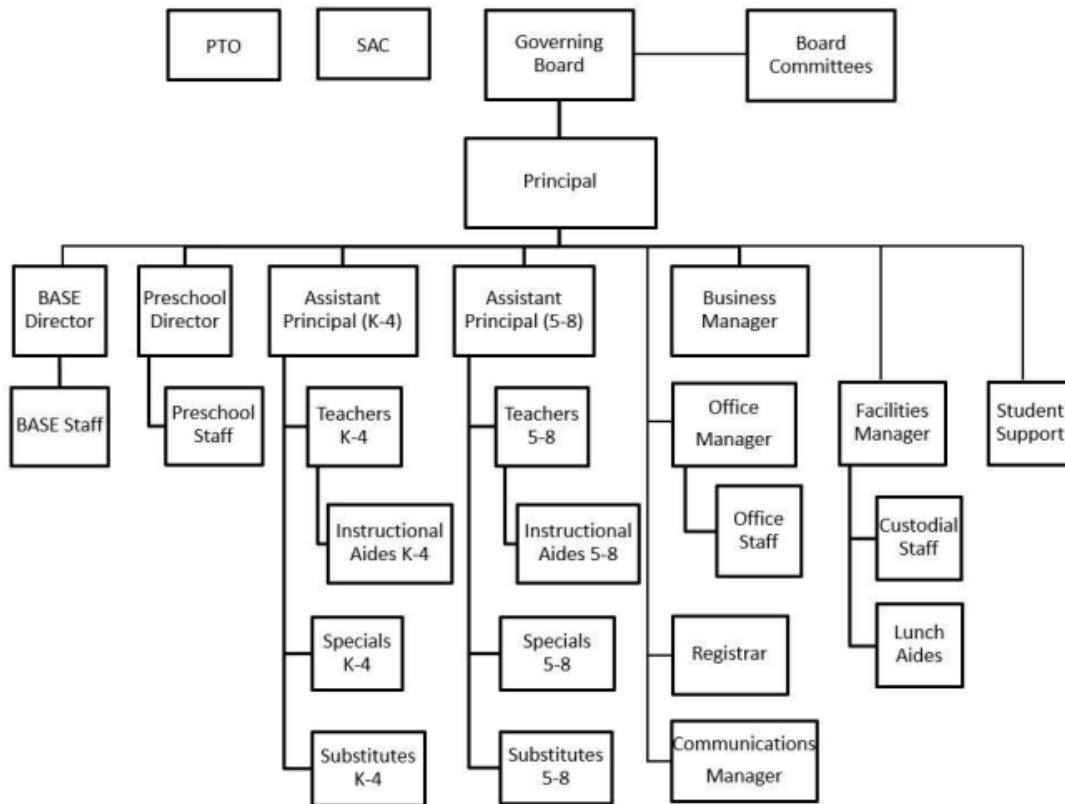 PTO
SAC
Governing
Board
Board
Committees
Principal
BASE
Director
Preschool
Director
Assistant
Principal (K-4)
Assistant
Principal (5-8)
Business
Manager
BASE Staff
Preschool
Staff
Teachers
K-4
Teachers
5-8
Office
Manager
Facilities
Manager
Student
Support
Instructional
Aides K-4
Instructional
Aides 5-8
Office
Staff
Custodial
Staff
Specials
K-4
Specials
5-8
Registrar
Lunch
Aides
Substitutes
K-4
Substitutes
5-8
Communications
Manager